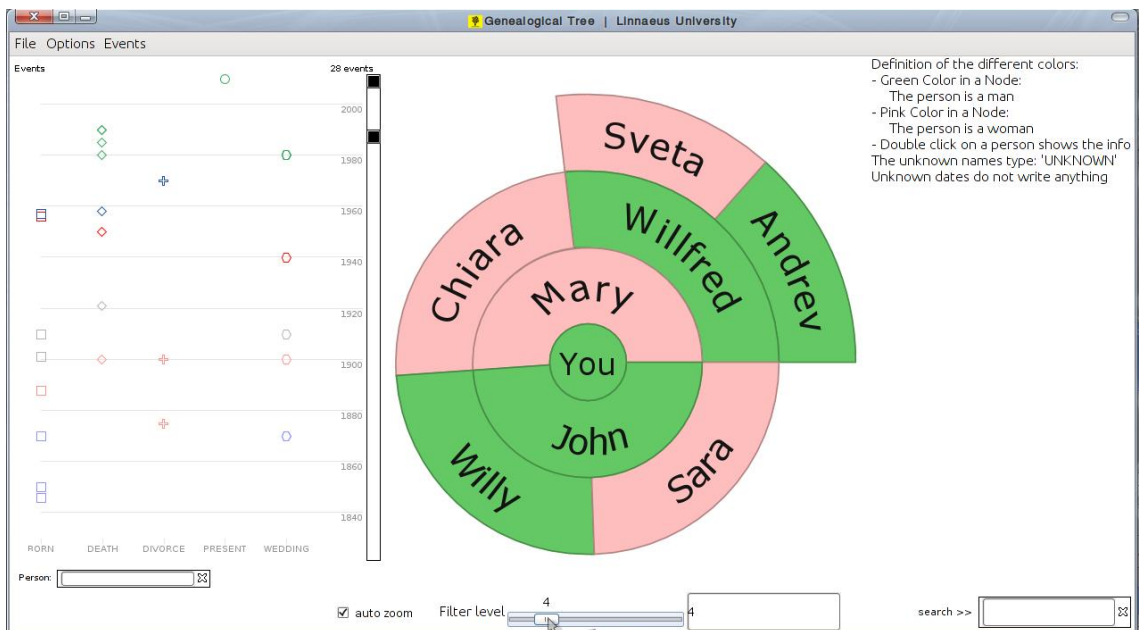 Genealogical Tree | Linnaeus University
File Options Events
Events
28 events
2000
1980
1960
1940
1920
1900
1880
1860
1840
BORN DEATH DIVORCE PRESENT WEDDING
Person:
Sveta
Andrev
Willfred
Chiara
Mary
You
John
Willy
Sara
Definition of the different colors:
- Green Color in a Node:
The person is a man
- Pink Color in a Node:
The person is a woman
- Double click on a person shows the info
The unknown names type: 'UNKNOWN'
Unknown dates do not write anything
auto zoom
Filter level
4
4
search >>